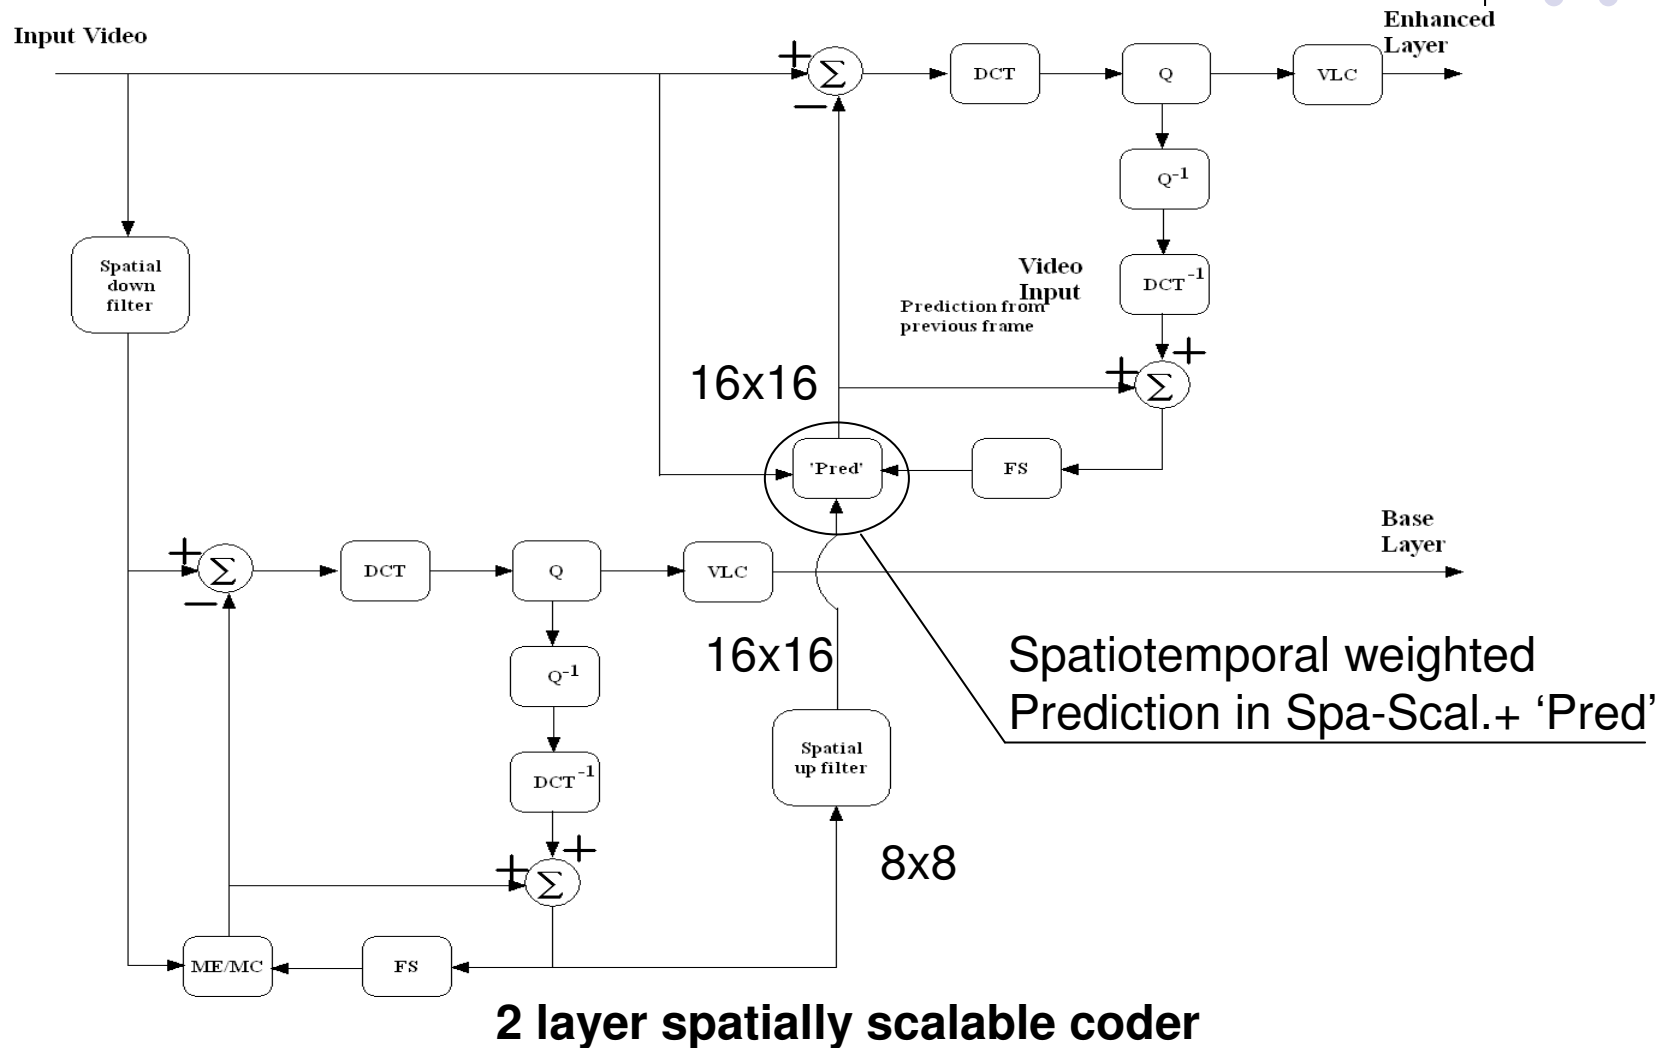 Input Video
Enhanced
Layer
+
Σ
−
DCT
Q
VLC
Q-1
Spatial
down
filter
Video
Input
DCT-1
Prediction from
previous frame
+
+
Σ
16x16
'Pred'
FS
Base
Layer
+
Σ
−
DCT
Q
VLC
16x16
Spatiotemporal weighted
Prediction in Spa-Scal.+ ‘Pred’
Q-1
Spatial
up filter
DCT-1
+
+
Σ
8x8
ME/MC
FS
2 layer spatially scalable coder